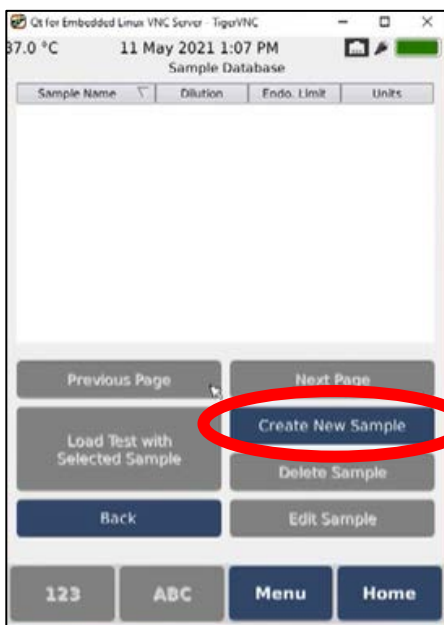 Qt for Embedded Linux VNC Server - TigerVNC
37.0 °C 11 May 2021 1:07 PM
Sample Database
Sample Name Dilution Endo. Limit Units
Previous Page Next Page
Load Test with
Selected Sample
Create New Sample
Delete Sample
Back Edit Sample
123 ABC Menu Home